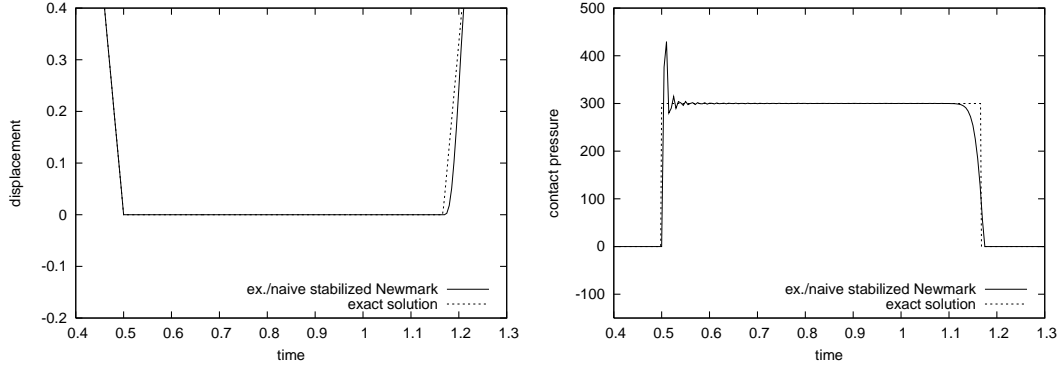 0.4
0.3
0.2
0.1
0
-0.1
-0.2
displacement
0.4 0.5 0.6 0.7 0.8 0.9 1 1.1 1.2 1.3
time
ex./naive stabilized Newmark
exact solution
500
400
300
200
100
0
-100
contact pressure
0.4 0.5 0.6 0.7 0.8 0.9 1 1.1 1.2 1.3
time
ex./naive stabilized Newmark
exact solution